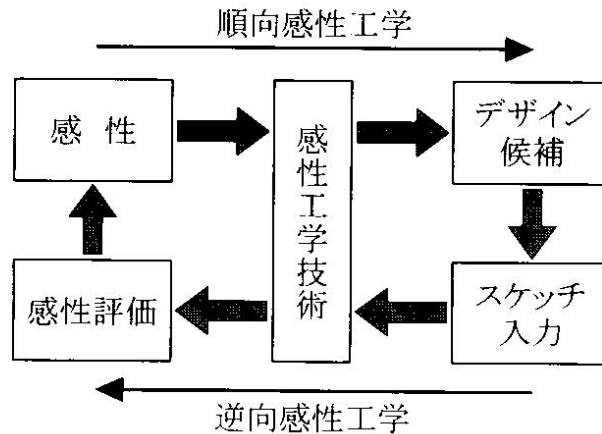 順向感性工学
感性
感性工学技術
デザイン
候補
感性評価
スケッチ
入力
逆向感性工学